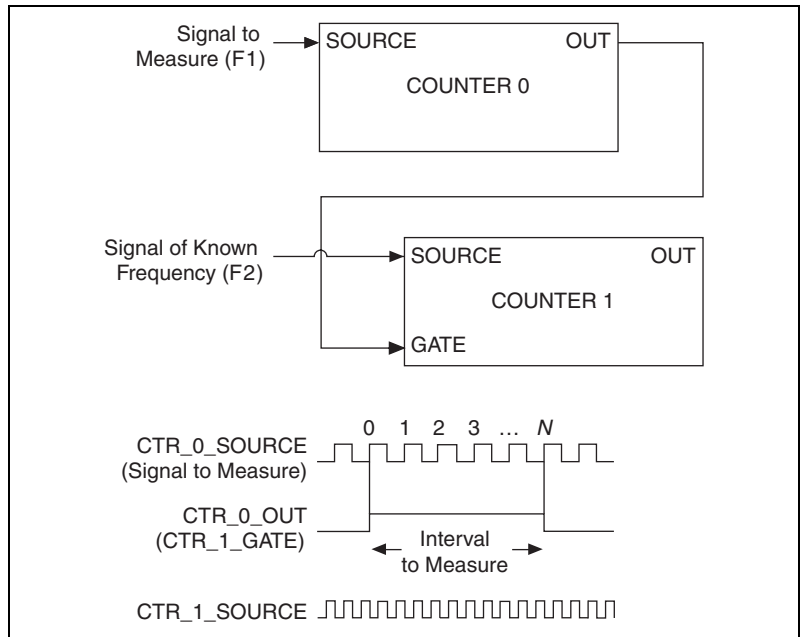 Signal to
Measure (F1)
SOURCE OUT
COUNTER 0
Signal of Known
Frequency (F2)
SOURCE OUT
COUNTER 1
GATE
0 1 2 3 … N
CTR_0_SOURCE
(Signal to Measure)
CTR_0_OUT
(CTR_1_GATE)
Interval
to Measure
CTR_1_SOURCE